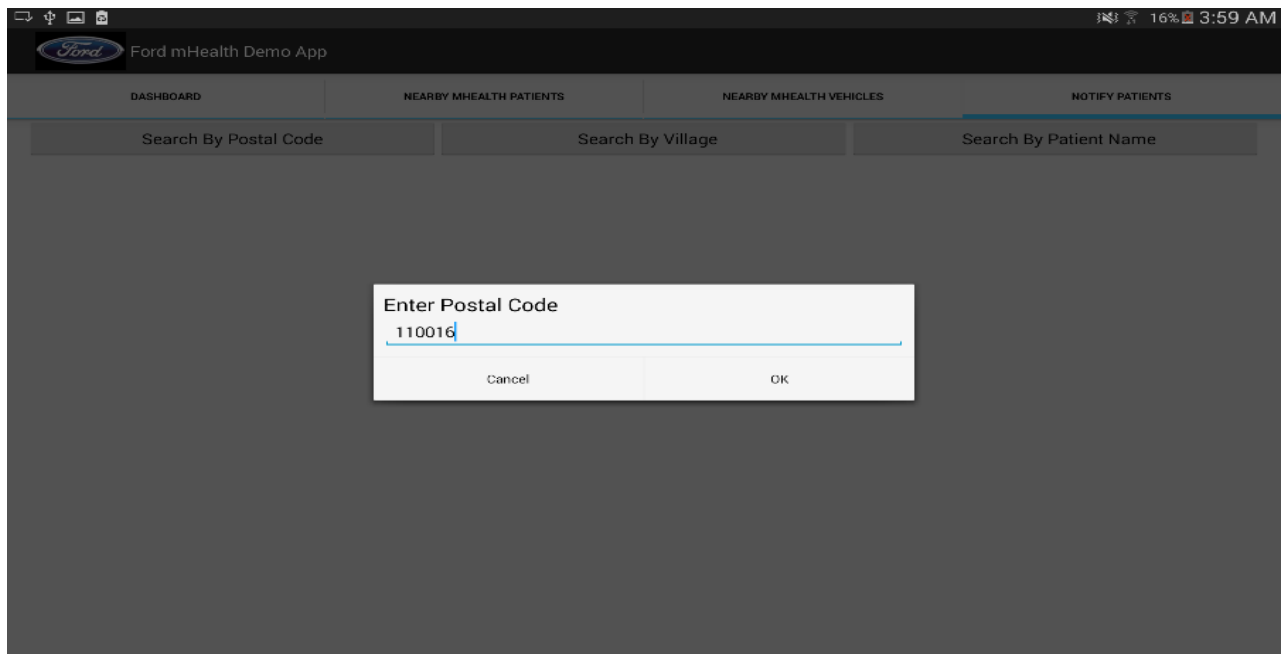 16% 3:59 AM
Ford Ford mHealth Demo App
DASHBOARD NEARBY MHEALTH PATIENTS NEARBY MHEALTH VEHICLES NOTIFY PATIENTS
Search By Postal Code Search By Village Search By Patient Name
Enter Postal Code
110016
Cancel OK